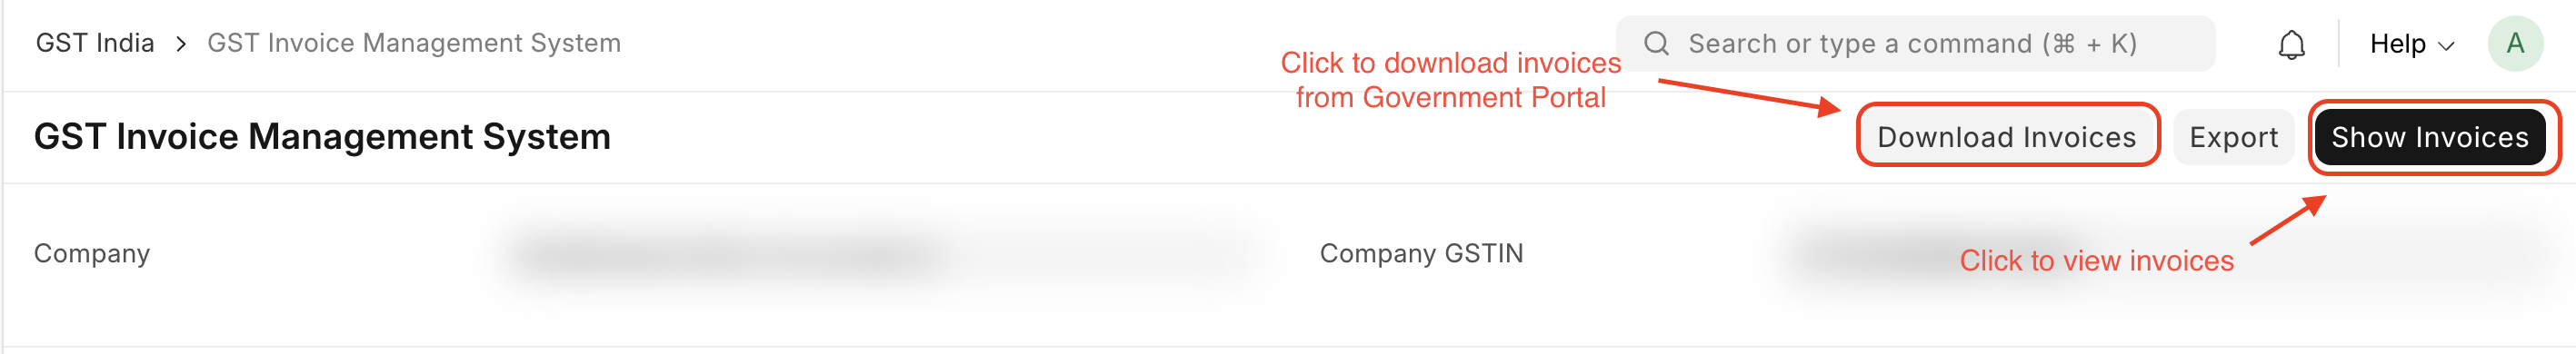 GST India > GST Invoice Management System
Search or type a command (⌘ + K)
Help
A
Click to download invoices
from Government Portal
GST Invoice Management System
Download Invoices
Export
Show Invoices
Company
Company GSTIN
Click to view invoices